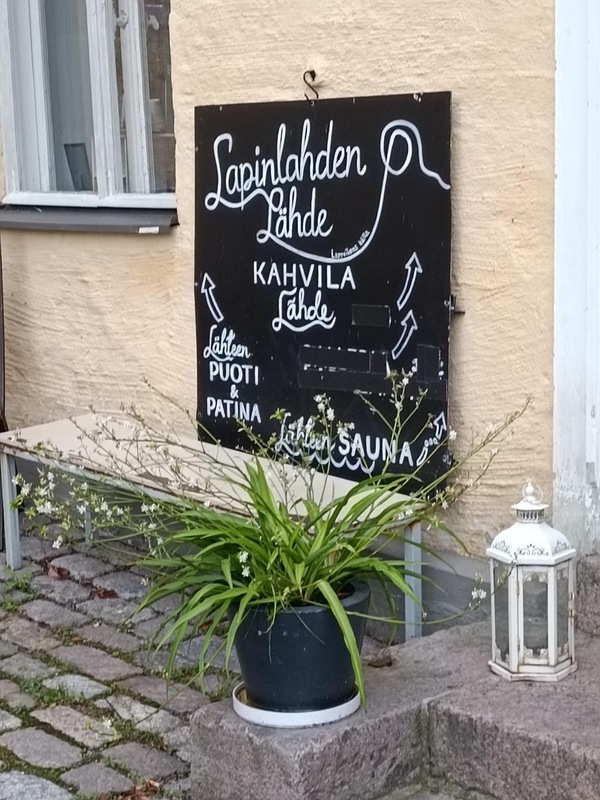 Lapinlahden
Lähde
KAHVILA
Lähde
Lähteen
PUOTI
&
PATINA
Lähteen SAUNA